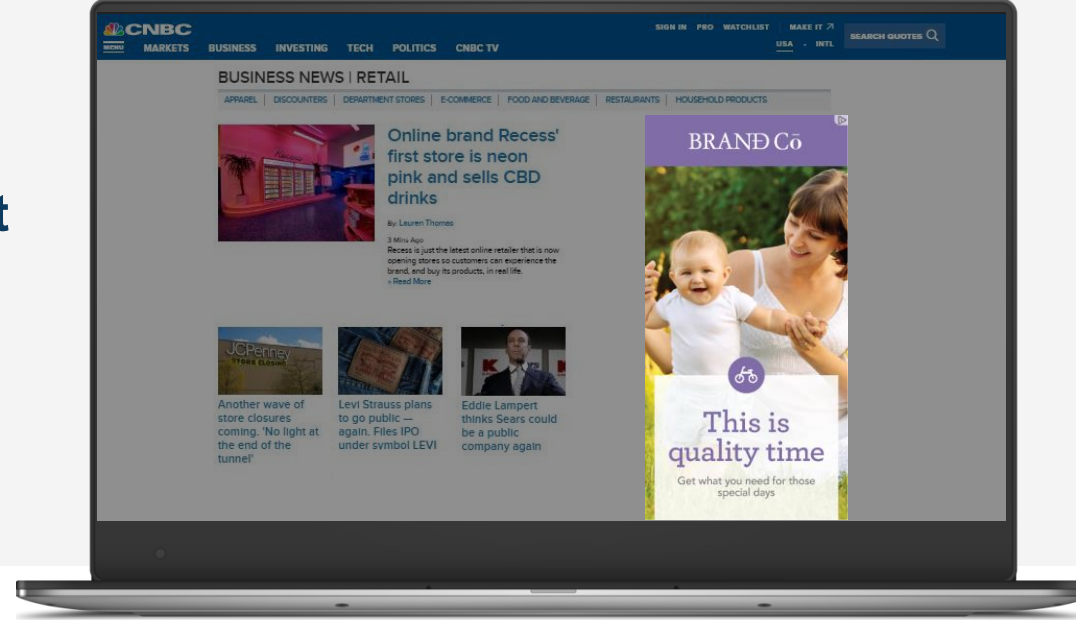 t
CNBC
SIGN IN PRO WATCHLIST MAKE IT
USA - INTL
SEARCH QUOTES
MENU MARKETS BUSINESS INVESTING TECH POLITICS CNBC TV
BUSINESS NEWS | RETAIL
APPAREL | DISCOUNTERS | DEPARTMENT STORES | E-COMMERCE | FOOD AND BEVERAGE | RESTAURANTS | HOUSEHOLD PRODUCTS
Online brand Recess'
first store is neon
pink and sells CBD
drinks
By: Lauren Thomas
3 Mins Ago
Recess is just the latest online retailer that is now
opening stores so customers can experience the
brand, and buy its products, in real life.
» Read More
JCPenney
STORE CLOSING
Another wave of
store closures
coming. 'No light at
the end of the
tunnel'
Levi Strauss plans
to go public —
again. Files IPO
under symbol LEVI
K
Eddie Lampert
thinks Sears could
be a public
company again
BRAND Cō
This is
quality time
Get what you need for those
special days